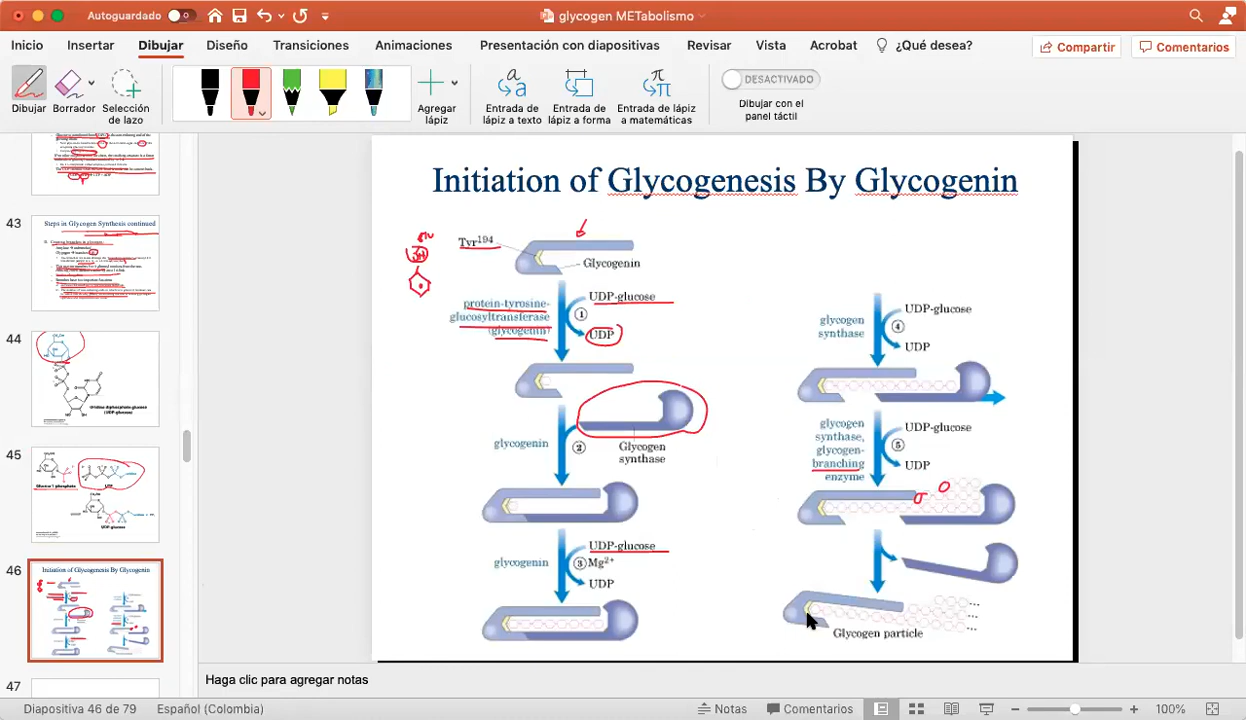 Autoguardado
glycogen METabolismo
Inicio
Insertar
Dibujar
Diseño
Transiciones
Animaciones
Presentación con diapositivas
Revisar
Vista
Acrobat
¿Qué desea?
Compartir
Comentarios
Dibujar
Borrador
Selección
de lazo
Agregar
lápiz
Entrada de
lápiz a texto
Entrada de
lápiz a forma
Entrada de lápiz
a matemáticas
DESACTIVADO
Dibujar con el
panel táctil
43
Steps in Glycogen Synthesis continued
44
45
Glucose 1-phosphate
UTP
UDP-glucose
46
Initiation of Glycogenesis By Glycogenin
47
Initiation of Glycogenesis By Glycogenin
Tyr194
Glycogenin
protein-tyrosine-
glucosyltransferase
(glycogenin)
UDP-glucose
1
UDP
glycogenin
2
Glycogen
synthase
glycogenin
UDP-glucose
3 Mg2+
UDP
glycogen
synthase
UDP-glucose
4
UDP
glycogen
synthase,
glycogen-
branching
enzyme
UDP-glucose
5
UDP
Glycogen particle
Haga clic para agregar notas
Diapositiva 46 de 79
Español (Colombia)
Notas
Comentarios
100%